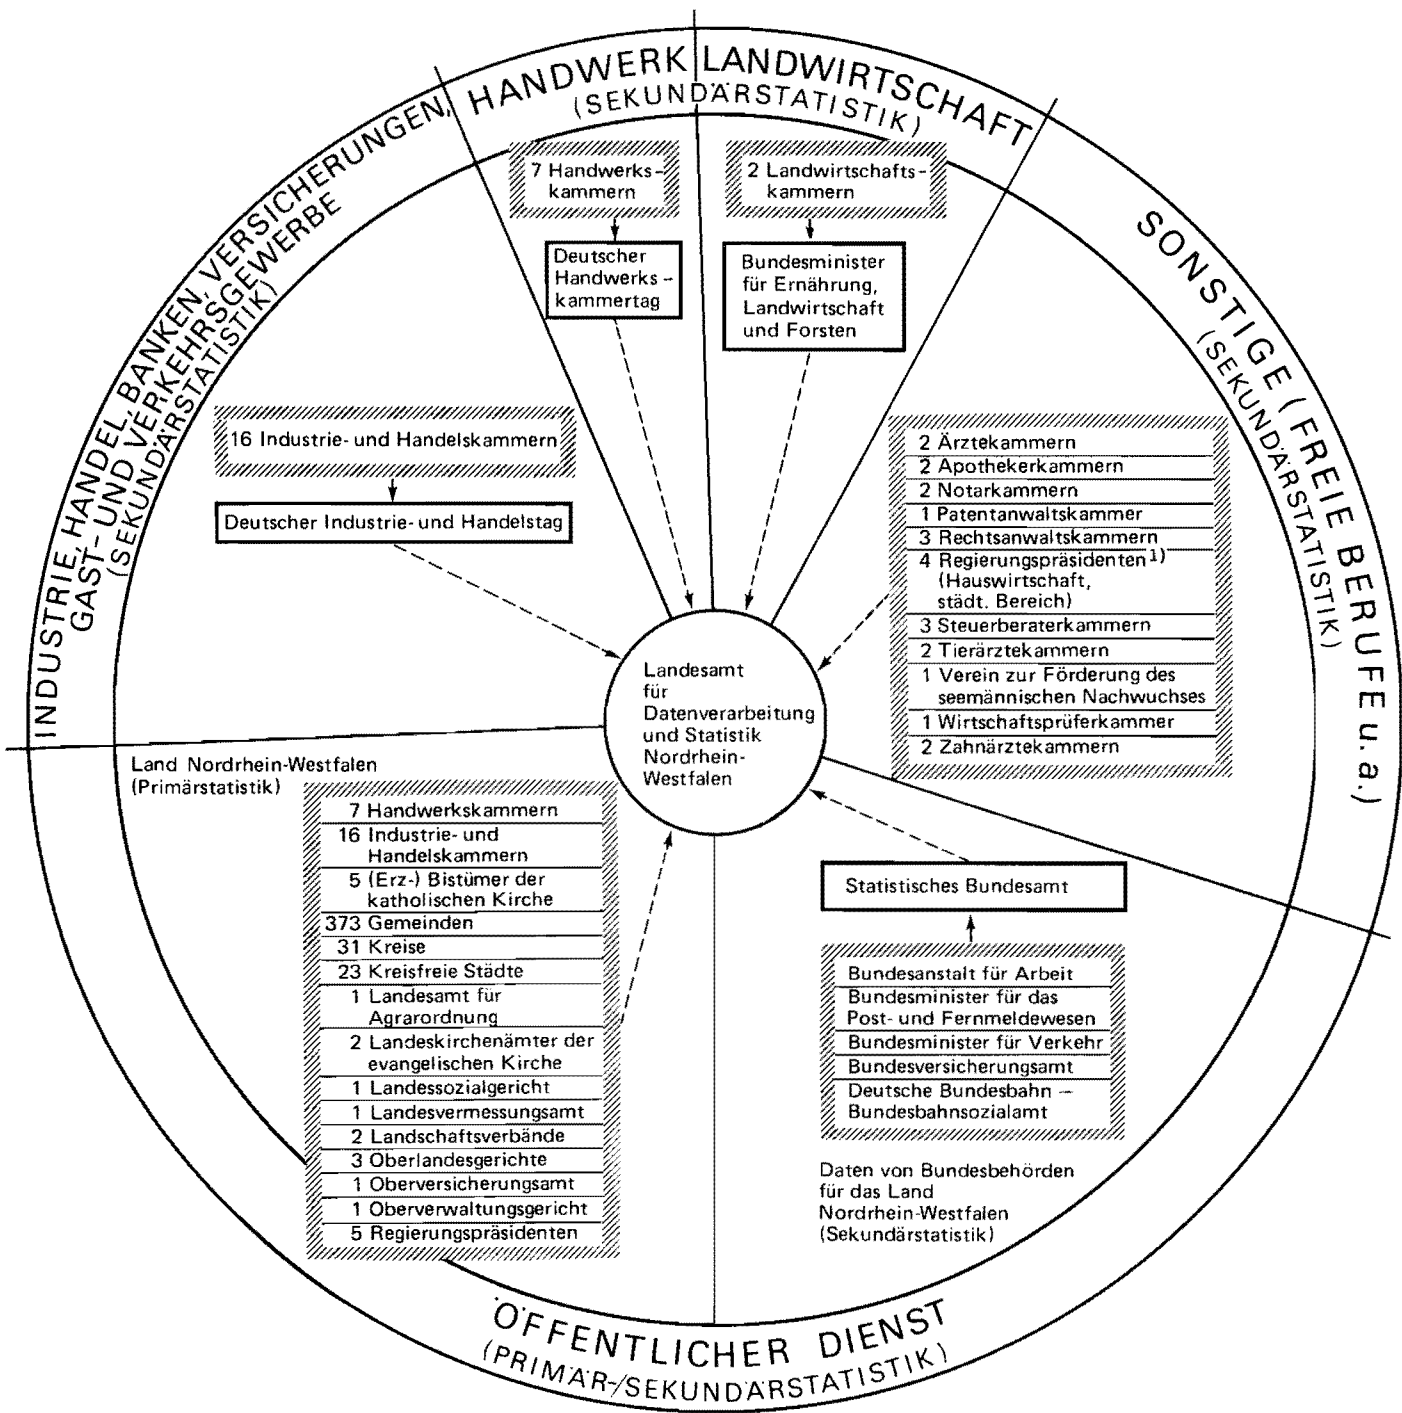 HANDWERK
LANDWIRTSCHAFT
(SEKUNDÄRSTATISTIK)
INDUSTRIE, HANDEL, BANKEN, VERSICHERUNGEN,
GAST- UND VERKEHRSGEWERBE
(SEKUNDÄRSTATISTIK)
SONSTIGE (FREIE BERUFE u. a.)
(SEKUNDÄRSTATISTIK)
7 Handwerks-
kammern
Deutscher
Handwerks-
kammertag
2 Landwirtschafts-
kammern
Bundesminister
für Ernährung,
Landwirtschaft
und Forsten
16 Industrie- und Handelskammern
Deutscher Industrie- und Handelstag
2 Ärztekammern
2 Apothekerkammern
2 Notarkammern
1 Patentanwaltskammer
3 Rechtsanwaltskammern
4 Regierungspräsidenten 1)
(Hauswirtschaft,
städt. Bereich)
3 Steuerberaterkammern
2 Tierärztekammern
1 Verein zur Förderung des
seemännischen Nachwuchses
1 Wirtschaftsprüferkammer
2 Zahnärztekammern
Landesamt
für
Datenverarbeitung
und Statistik
Nordrhein-
Westfalen
Land Nordrhein-Westfalen
(Primärstatistik)
7 Handwerkskammern
16 Industrie- und
Handelskammern
5 (Erz-) Bistümer der
katholischen Kirche
373 Gemeinden
31 Kreise
23 Kreisfreie Städte
1 Landesamt für
Agrarordnung
2 Landeskirchenämter der
evangelischen Kirche
1 Landessozialgericht
1 Landesvermessungsamt
2 Landschaftsverbände
3 Oberlandesgerichte
1 Oberversicherungsamt
1 Oberverwaltungsgericht
5 Regierungspräsidenten
Statistisches Bundesamt
Bundesanstalt für Arbeit
Bundesminister für das
Post- und Fernmeldewesen
Bundesminister für Verkehr
Bundesversicherungsamt
Deutsche Bundesbahn –
Bundesbahnsozialamt
Daten von Bundesbehörden
für das Land
Nordrhein-Westfalen
(Sekundärstatistik)
ÖFFENTLICHER DIENST
(PRIMÄR-/SEKUNDÄRSTATISTIK)